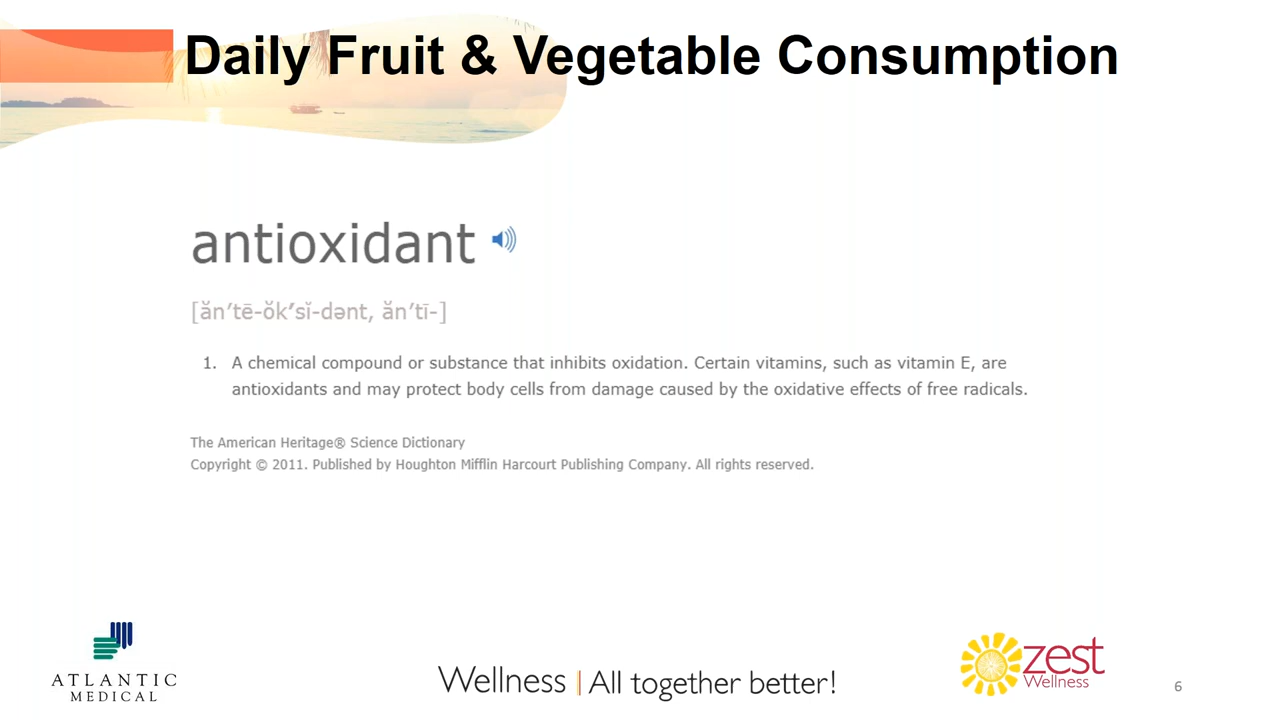 Daily Fruit & Vegetable Consumption
antioxidant
[ăn′tē-ŏk′sĭ-dənt, ăn′tī-]
1. A chemical compound or substance that inhibits oxidation. Certain vitamins, such as vitamin E, are
antioxidants and may protect body cells from damage caused by the oxidative effects of free radicals.
The American Heritage® Science Dictionary
Copyright © 2011. Published by Houghton Mifflin Harcourt Publishing Company. All rights reserved.
ATLANTIC
MEDICAL
Wellness | All together better!
zest
Wellness
6